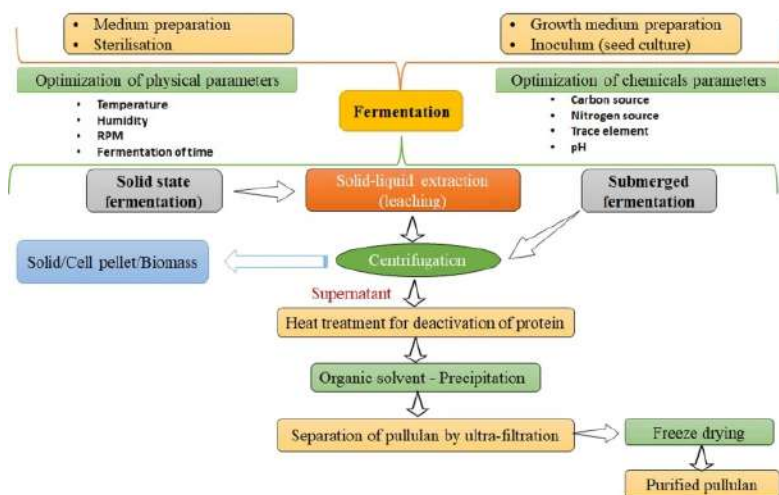 • Medium preparation
• Sterilisation
• Growth medium preparation
• Inoculum (seed culture)
Optimization of physical parameters
• Temperature
• Humidity
• RPM
• Fermentation of time
Fermentation
Optimization of chemicals parameters
• Carbon source
• Nitrogen source
• Trace element
• pH
Solid state
fermentation)
Solid-liquid extraction
(leaching)
Submerged
fermentation
Solid/Cell pellet/Biomass
Centrifugation
Supernatant
Heat treatment for deactivation of protein
Organic solvent - Precipitation
Separation of pullulan by ultra-filtration
Freeze drying
Purified pullulan